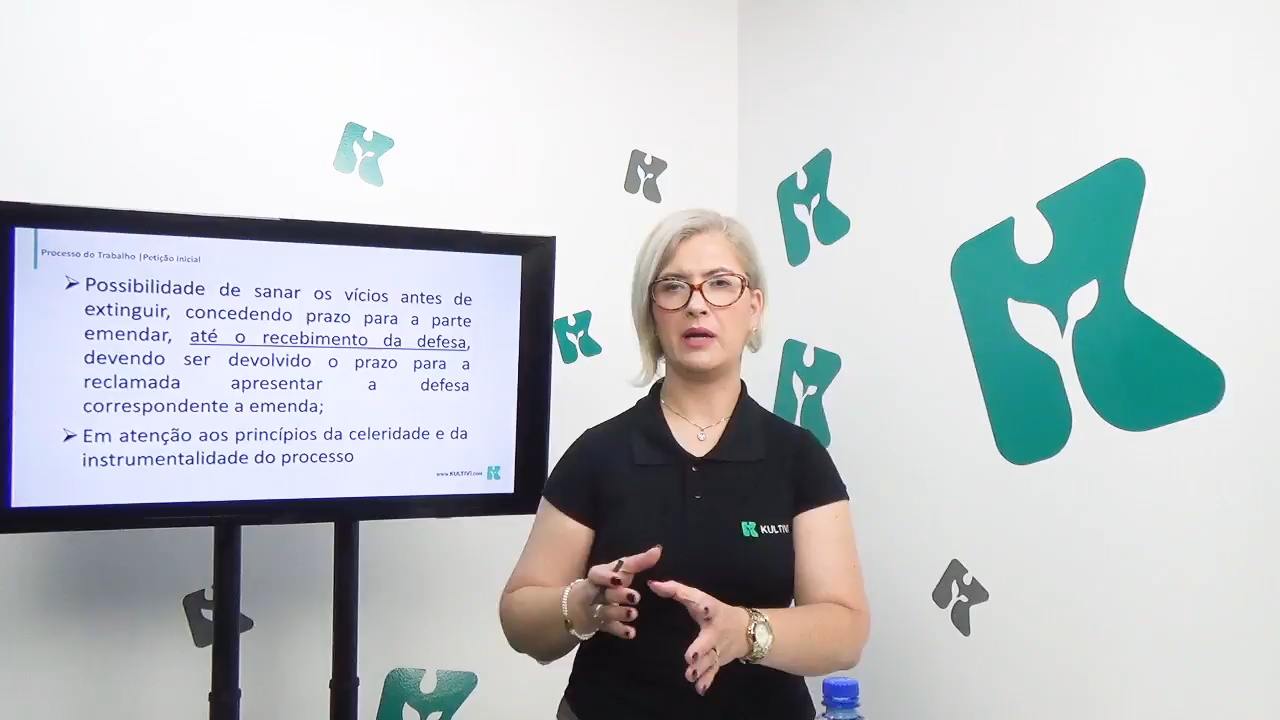 Processo do Trabalho |Petição Inicial
➢ Possibilidade de sanar os vícios antes de
extinguir, concedendo prazo para a parte
emendar, até o recebimento da defesa,
devendo ser devolvido o prazo para a
reclamada apresentar a defesa
correspondente a emenda;
➢ Em atenção aos princípios da celeridade e da
instrumentalidade do processo
www.KULTIVI.com
KULTIVI